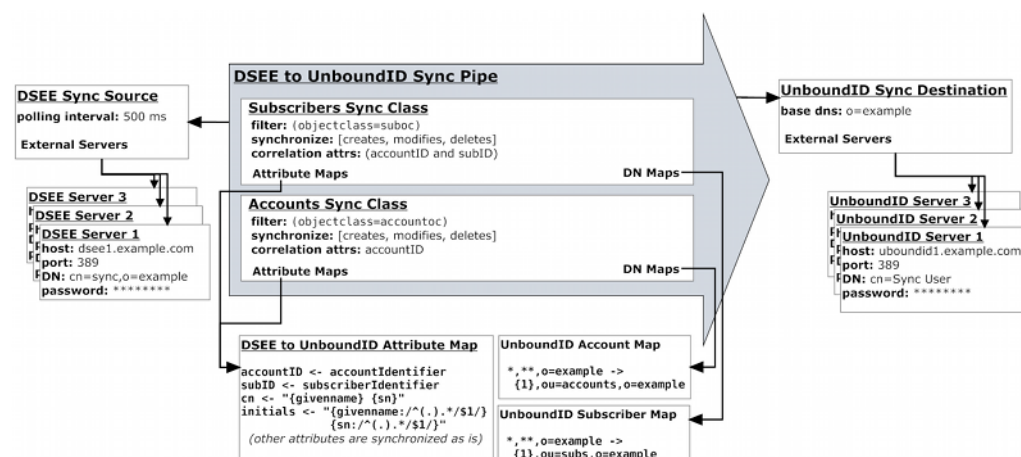 DSEE to UnboundID Sync Pipe
DSEE Sync Source
polling interval: 500 ms
External Servers
DSEE Server 3
DSEE Server 2
DSEE Server 1
host: dsee1.example.com
port: 389
DN: cn=sync,o=example
password: ********
Subscribers Sync Class
filter: (objectclass=suboc)
synchronize: [creates, modifies, deletes]
correlation attrs: (accountID and subID)
Attribute Maps
DN Maps
Accounts Sync Class
filter: (objectclass=accountoc)
synchronize: [creates, modifies, deletes]
correlation attrs: accountID
Attribute Maps
DN Maps
UnboundID Sync Destination
base dns: o=example
External Servers
UnboundID Server 3
UnboundID Server 2
UnboundID Server 1
host: uboundid1.example.com
port: 389
DN: cn=Sync User
password: ********
DSEE to UnboundID Attribute Map
accountID <- accountIdentifier
subID <- subscriberIdentifier
cn <- "{givenname} {sn}"
initials <- "{givenname:/^(.).*/$1/}
{sn:/^(.).*/$1/}"
(other attributes are synchronized as is)
UnboundID Account Map
*,**,o=example ->
{1},ou=accounts,o=example
UnboundID Subscriber Map
*,**,o=example ->
{1},ou=subs,o=example